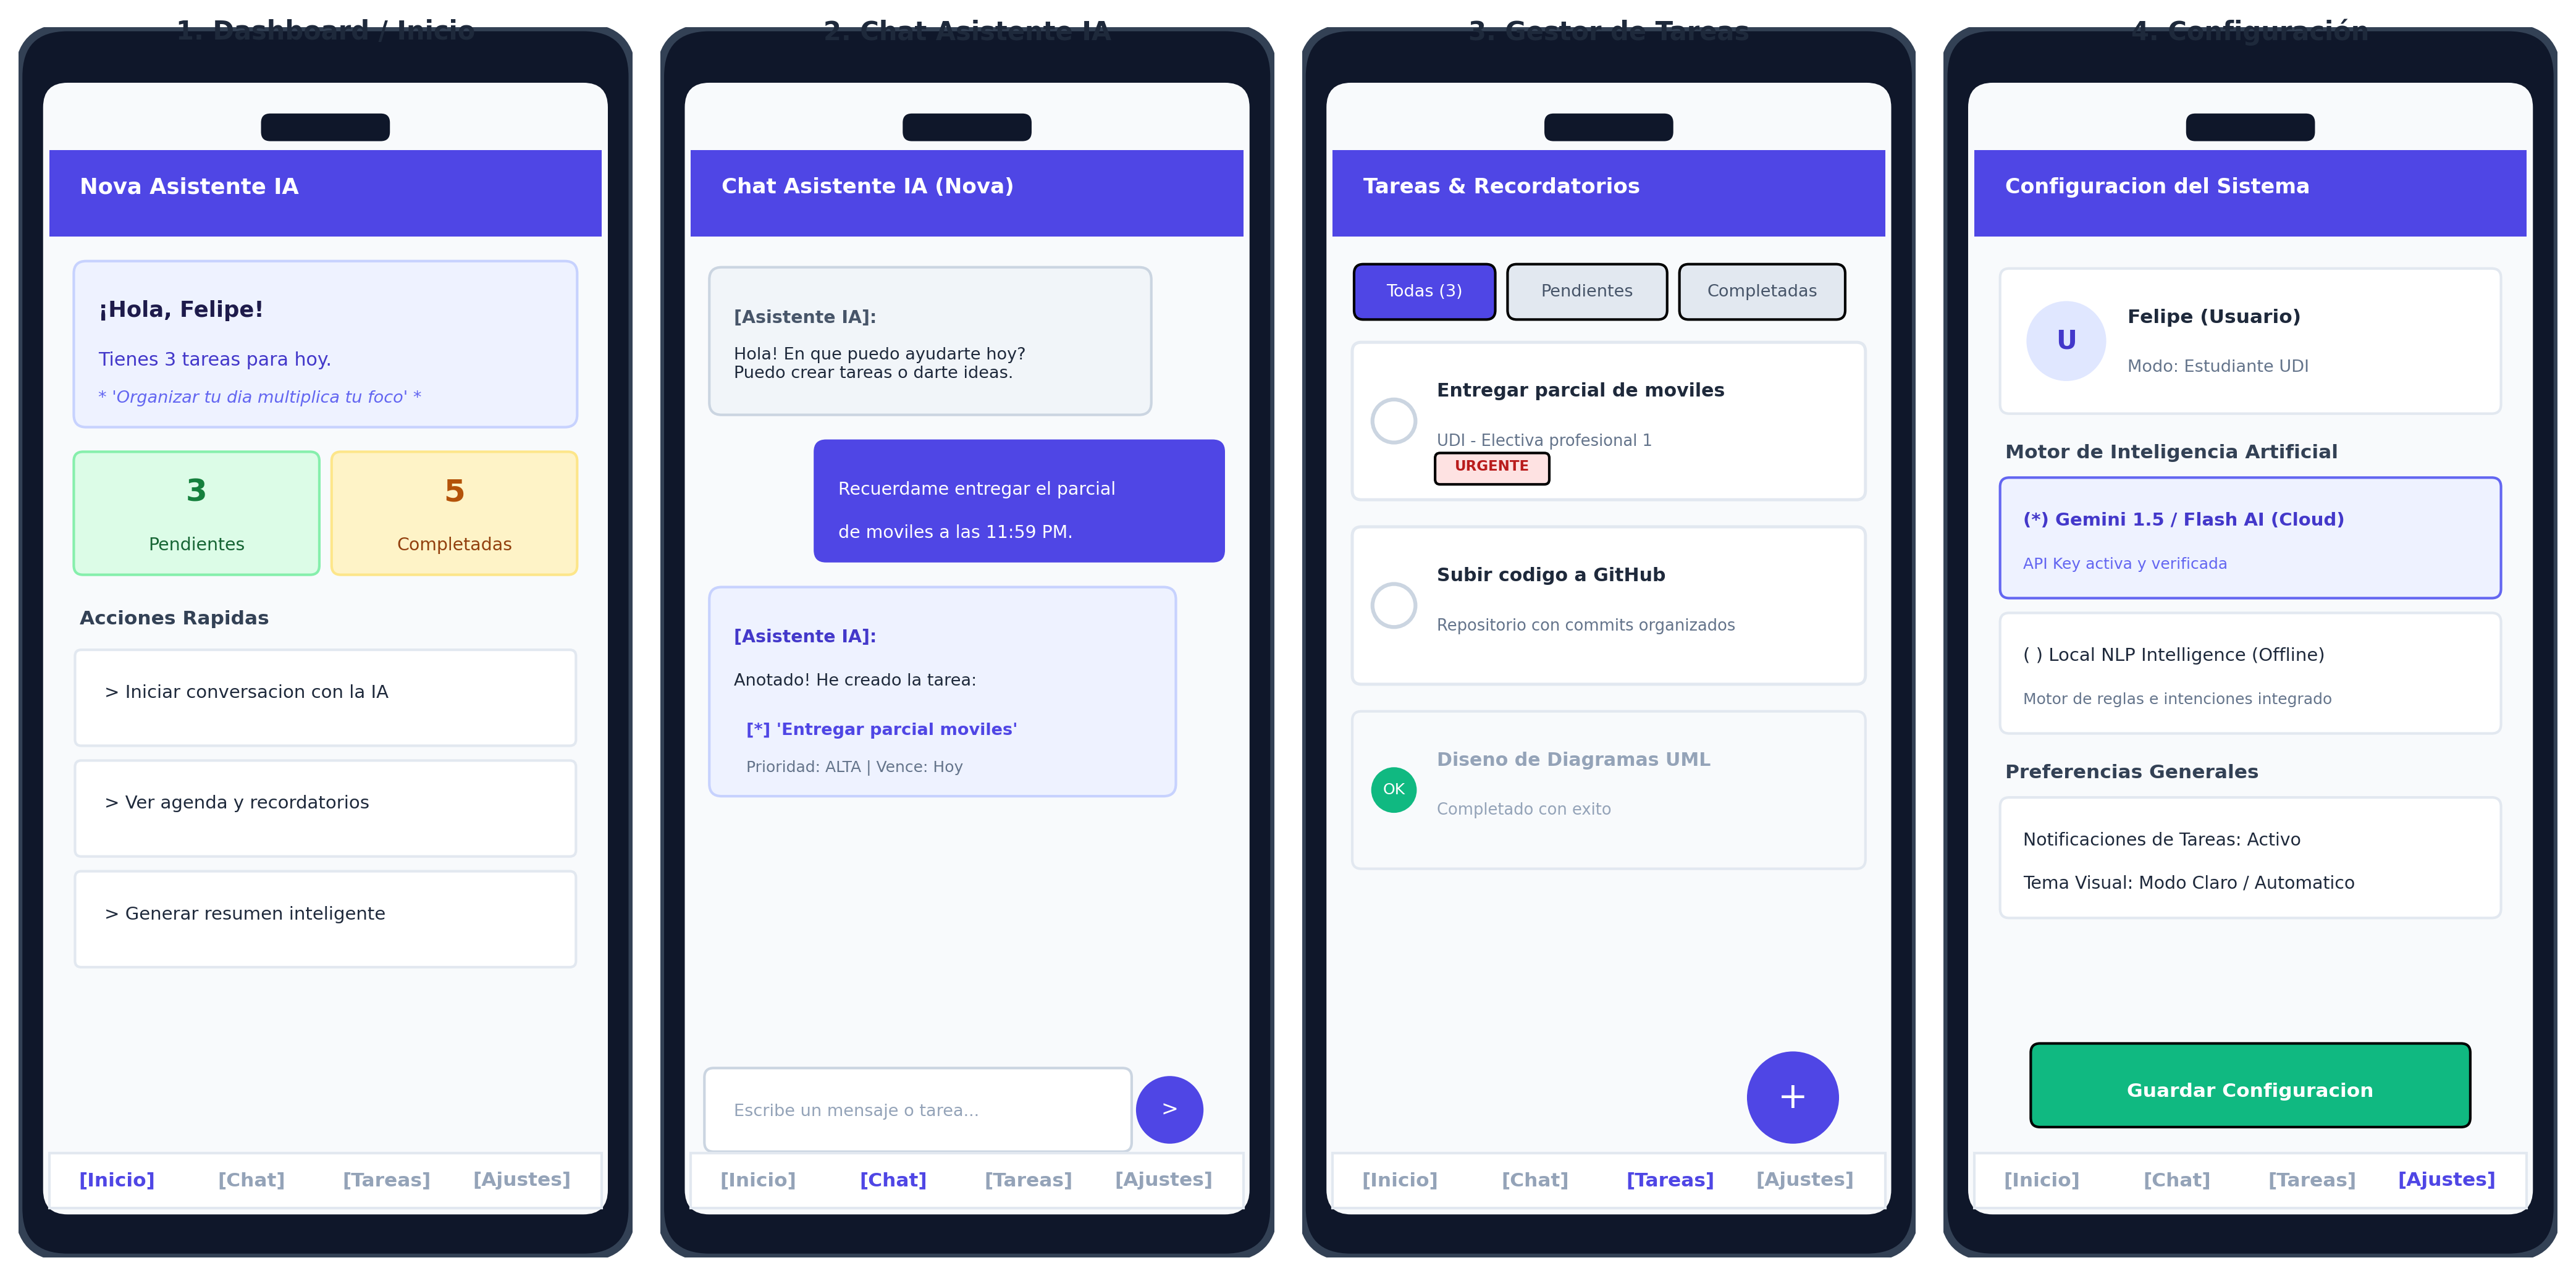 1. Dashboard / Inicio
Nova Asistente IA
¡Hola, Felipe!
Tienes 3 tareas para hoy.
* 'Organizar tu dia multiplica tu foco' *
3
Pendientes
5
Completadas
Acciones Rapidas
> Iniciar conversacion con la IA
> Ver agenda y recordatorios
> Generar resumen inteligente
[Inicio] [Chat] [Tareas] [Ajustes]
2. Chat Asistente IA
Chat Asistente IA (Nova)
[Asistente IA]:
Hola! En que puedo ayudarte hoy?
Puedo crear tareas o darte ideas.
Recuerdame entregar el parcial
de moviles a las 11:59 PM.
[Asistente IA]:
Anotado! He creado la tarea:
[*] 'Entregar parcial moviles'
Prioridad: ALTA | Vence: Hoy
Escribe un mensaje o tarea...
>
[Inicio] [Chat] [Tareas] [Ajustes]
3. Gestor de Tareas
Tareas & Recordatorios
Todas (3) Pendientes Completadas
Entregar parcial de moviles
UDI - Electiva profesional 1
URGENTE
Subir codigo a GitHub
Repositorio con commits organizados
Diseno de Diagramas UML
OK
Completado con exito
+
[Inicio] [Chat] [Tareas] [Ajustes]
4. Configuración
Configuracion del Sistema
U
Felipe (Usuario)
Modo: Estudiante UDI
Motor de Inteligencia Artificial
(*) Gemini 1.5 / Flash AI (Cloud)
API Key activa y verificada
( ) Local NLP Intelligence (Offline)
Motor de reglas e intenciones integrado
Preferencias Generales
Notificaciones de Tareas: Activo
Tema Visual: Modo Claro / Automatico
Guardar Configuracion
[Inicio] [Chat] [Tareas] [Ajustes]